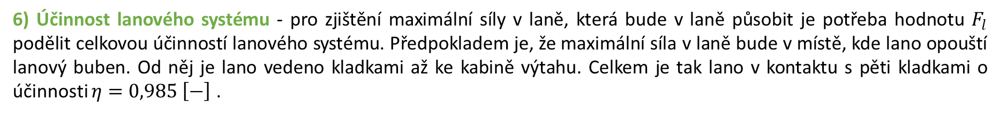 6) Účinnost lanového systému - pro zjištění maximální síly v laně, která bude v laně působit je potřeba hodnotu Fₗ
podělit celkovou účinností lanového systému. Předpokladem je, že maximální síla v laně bude v místě, kde lano opouští
lanový buben. Od něj je lano vedeno kladkami až ke kabině výtahu. Celkem je tak lano v kontaktu s pěti kladkami o
účinnosti η = 0,985 [−] .